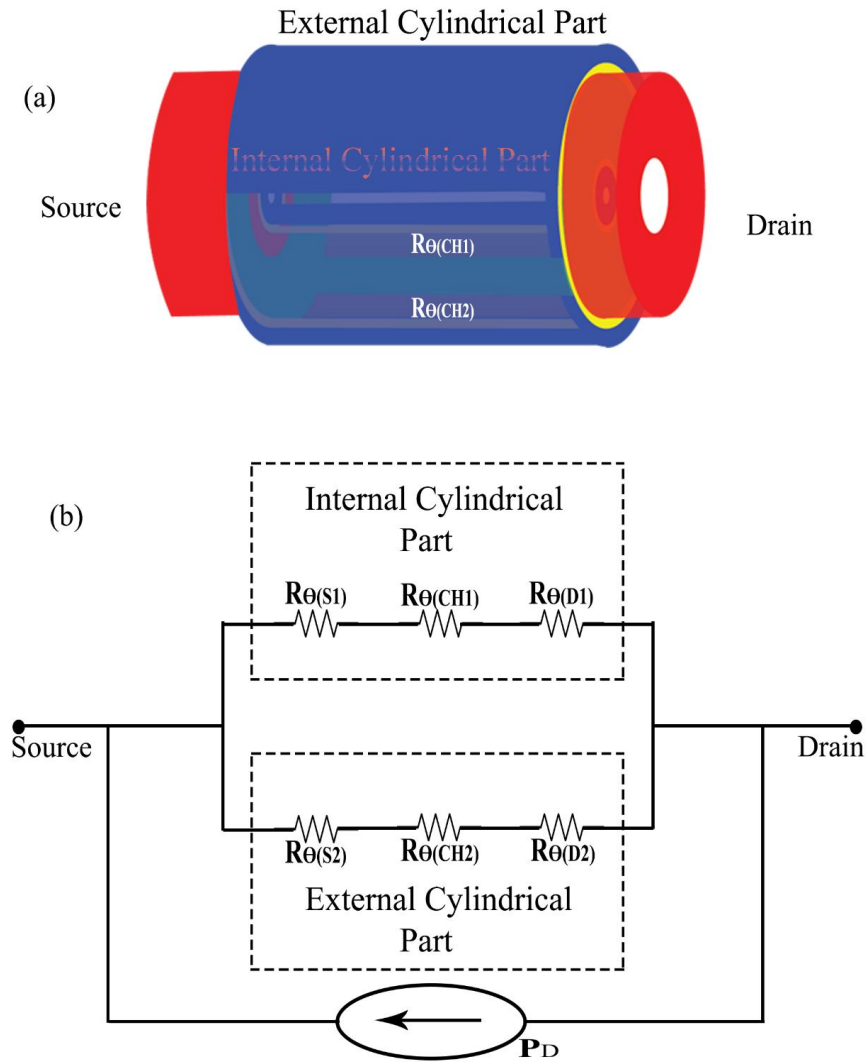 External Cylindrical Part
(a)
Internal Cylindrical Part
Source
Drain
RΘ(CH1)
RΘ(CH2)
(b)
Internal Cylindrical
Part
RΘ(S1) RΘ(CH1) RΘ(D1)
Source
Drain
RΘ(S2) RΘ(CH2) RΘ(D2)
External Cylindrical
Part
PD